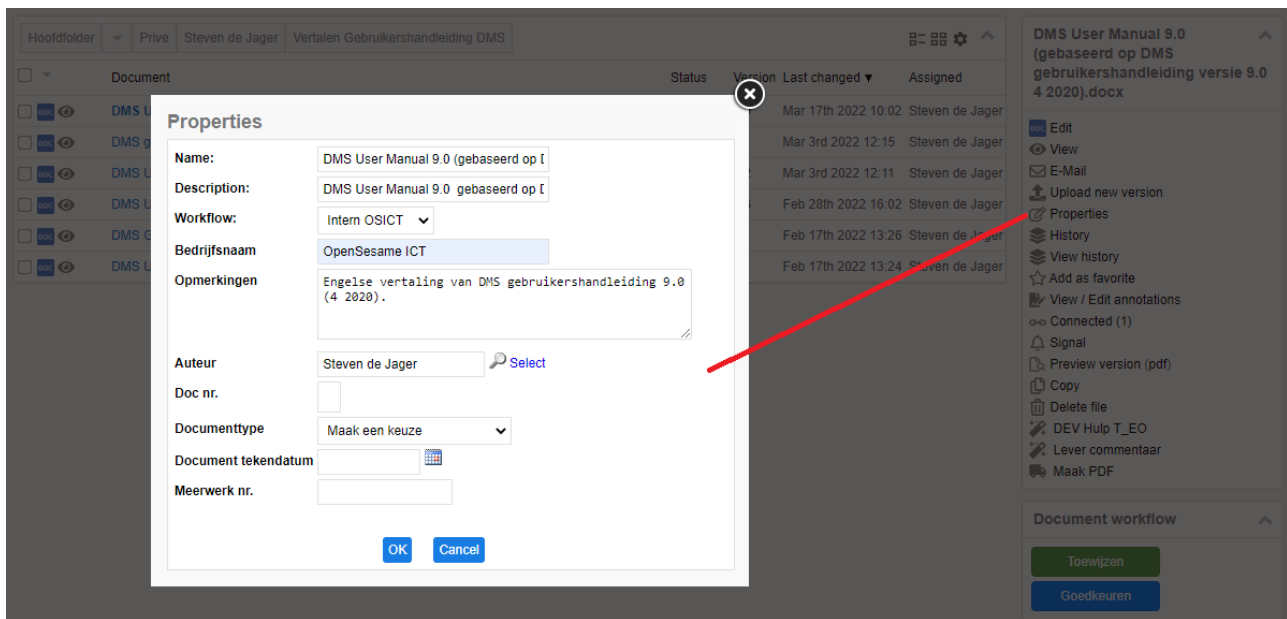 Hoofdfolder Prive Steven de Jager Vertalen Gebruikershandleiding DMS
Document Status Version Last changed ▼ Assigned
DMS U Mar 17th 2022 10:02 Steven de Jager
DMS g Mar 3rd 2022 12:15 Steven de Jager
DMS U Mar 3rd 2022 12:11 Steven de Jager
DMS U Feb 28th 2022 16:02 Steven de Jager
DMS G Feb 17th 2022 13:26 Steven de Jager
DMS U Feb 17th 2022 13:24 Steven de Jager
Properties
Name: DMS User Manual 9.0 (gebaseerd op
Description: DMS User Manual 9.0 gebaseerd op
Workflow: Intern OSICT
Bedrijfsnaam OpenSesame ICT
Opmerkingen Engelse vertaling van DMS gebruikershandleiding 9.0
(4 2020).
Auteur Steven de Jager Select
Doc nr.
Documenttype Maak een keuze
Document tekendatum
Meerwerk nr.
OK Cancel
DMS User Manual 9.0
(gebaseerd op DMS
gebruikershandleiding versie 9.0
4 2020).docx
DOC Edit
View
E-Mail
Upload new version
Properties
History
View history
Add as favorite
View / Edit annotations
Connected (1)
Signal
Preview version (pdf)
Copy
Delete file
DEV Hulp T_EO
Lever commentaar
Maak PDF
Document workflow
Toewijzen
Goedkeuren